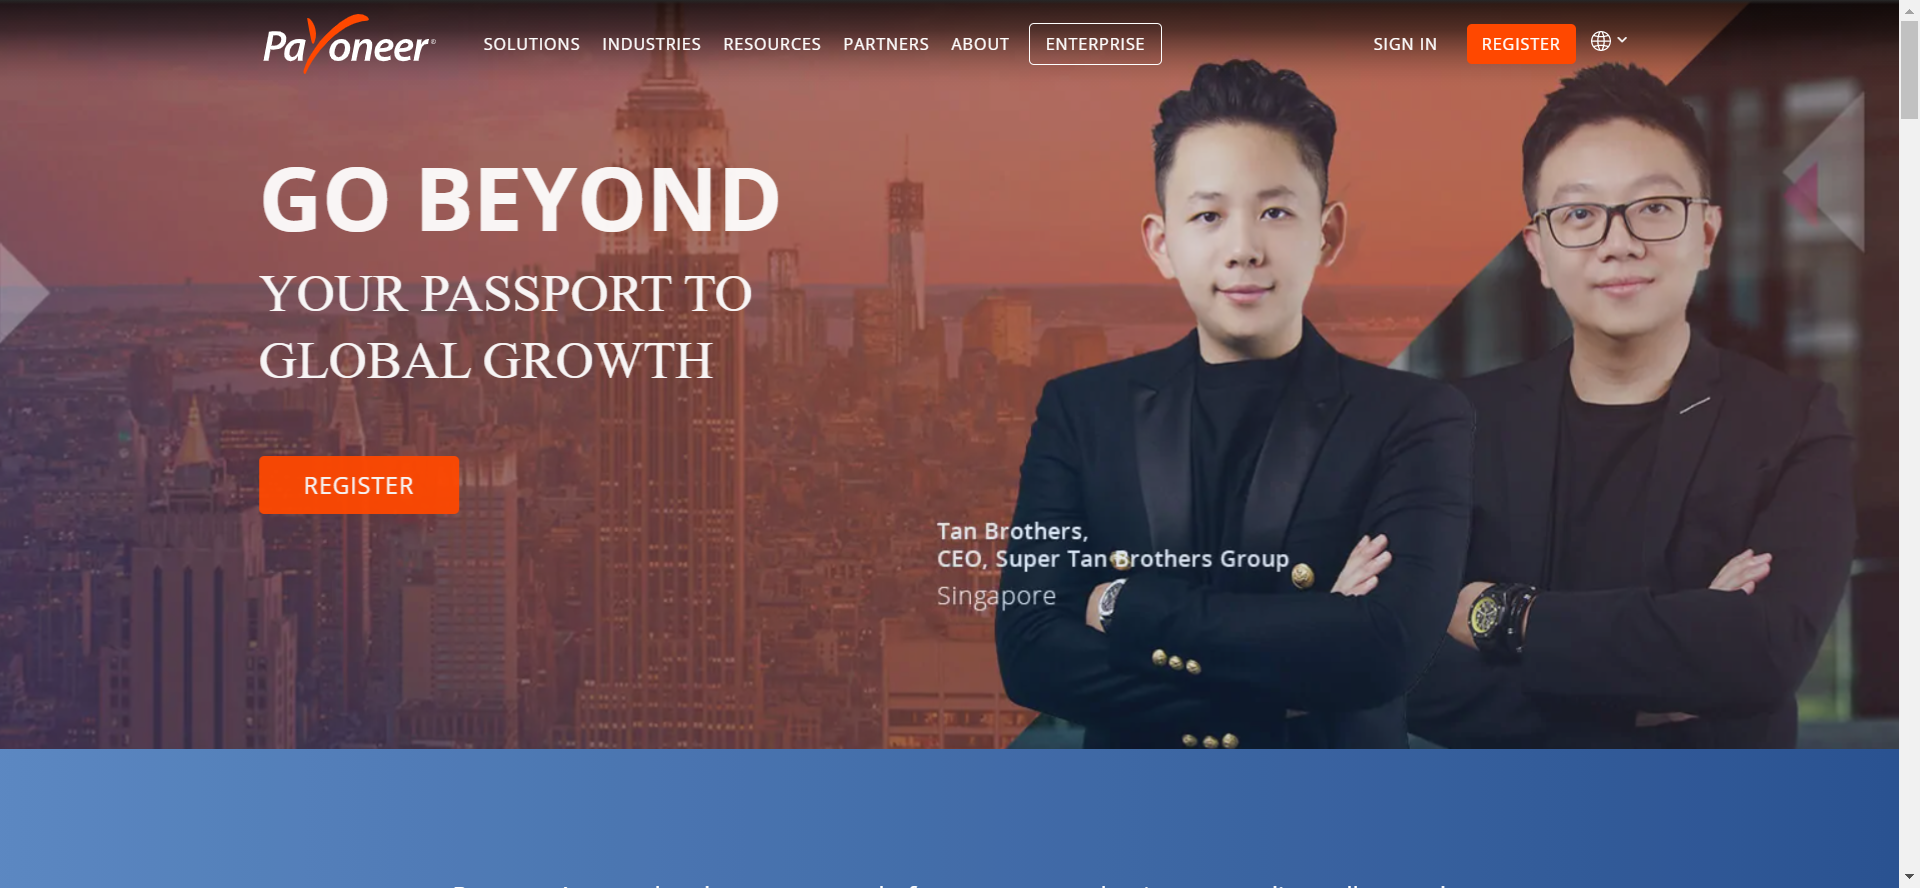 Payoneer®
SOLUTIONS
INDUSTRIES
RESOURCES
PARTNERS
ABOUT
ENTERPRISE
SIGN IN
REGISTER
GO BEYOND
YOUR PASSPORT TO
GLOBAL GROWTH
REGISTER
Tan Brothers,
CEO, Super Tan Brothers Group
Singapore